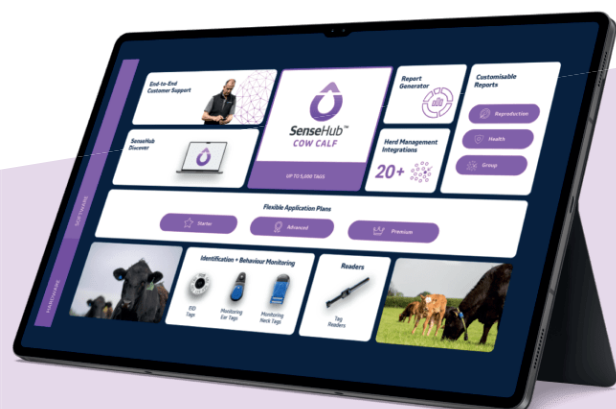 End-to-End
Customer Support
SenseHub
Discover
SenseHub™
COW CALF
UP TO 5,000 TAGS
Report
Generator
Herd Management
Integrations
20+
Customisable
Reports
Reproduction
Health
Group
SOFTWARE
Flexible Application Plans
Starter
Advanced
Premium
HARDWARE
Identification + Behaviour Monitoring
EID
Tags
Monitoring
Ear Tags
Monitoring
Neck Tags
Readers
Tag
Readers